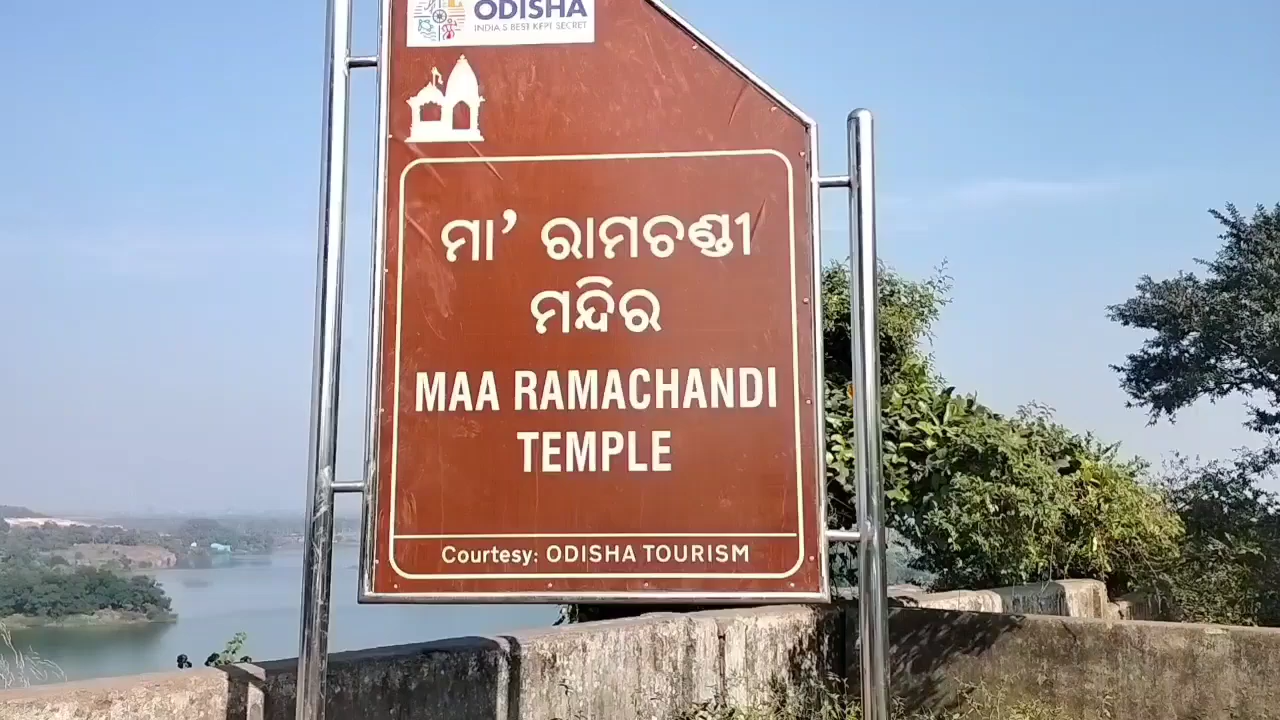 ODISHA
INDIA'S BEST KEPT SECRET
ମା’ ରାମଚଣ୍ଡୀ
ମନ୍ଦିର
MAA RAMACHANDI
TEMPLE
Courtesy: ODISHA TOURISM